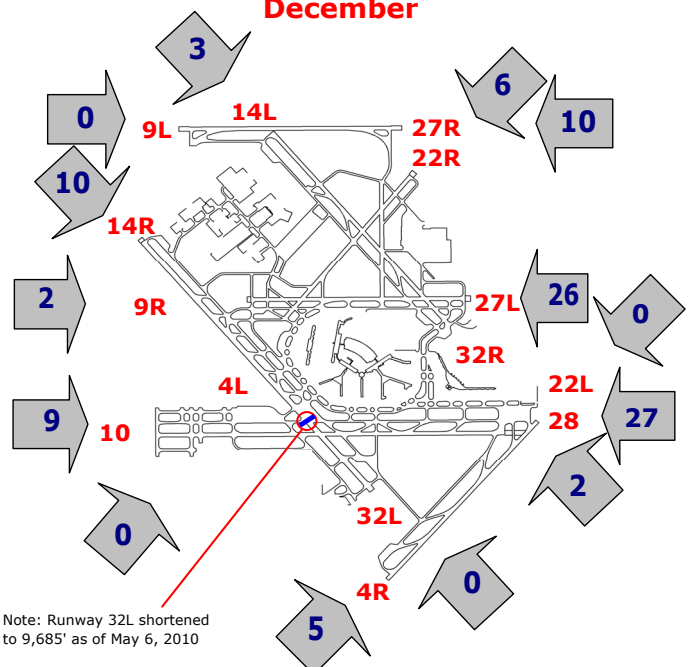 December
3
6
0
14L
10
9L
27R
22R
10
14R
2
9R
26
27L
0
32R
4L
22L
9
10
28
27
2
0
32L
0
4R
5
Note: Runway 32L shortened
to 9,685' as of May 6, 2010